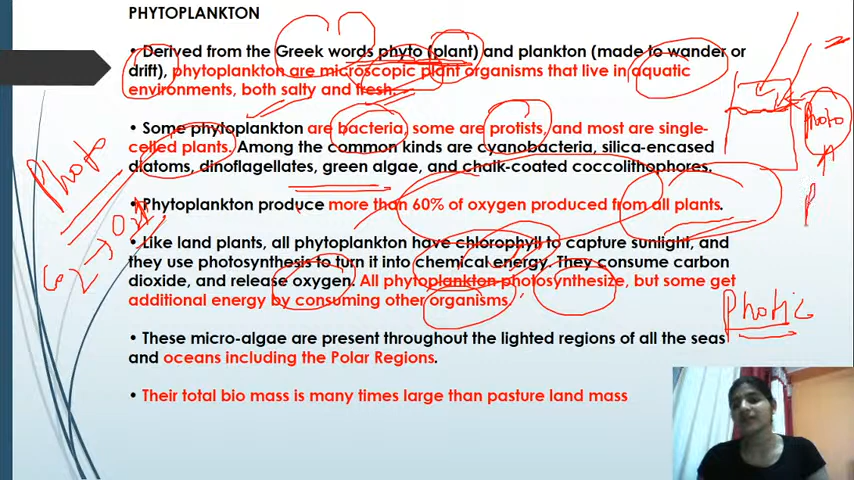 PHYTOPLANKTON
• Derived from the Greek words phyto (plant) and plankton (made to wander or
drift), phytoplankton are microscopic plant organisms that live in aquatic
environments, both salty and fresh.
• Some phytoplankton are bacteria, some are protists, and most are single-
celled plants. Among the common kinds are cyanobacteria, silica-encased
diatoms, dinoflagellates, green algae, and chalk-coated coccolithophores.
• Phytoplankton produce more than 60% of oxygen produced from all plants.
• Like land plants, all phytoplankton have chlorophyll to capture sunlight, and
they use photosynthesis to turn it into chemical energy. They consume carbon
dioxide, and release oxygen. All phytoplankton photosynthesize, but some get
additional energy by consuming other organisms.
• These micro-algae are present throughout the lighted regions of all the seas
and oceans including the Polar Regions.
• Their total bio mass is many times large than pasture land mass
Photo
Photo
P
Photic